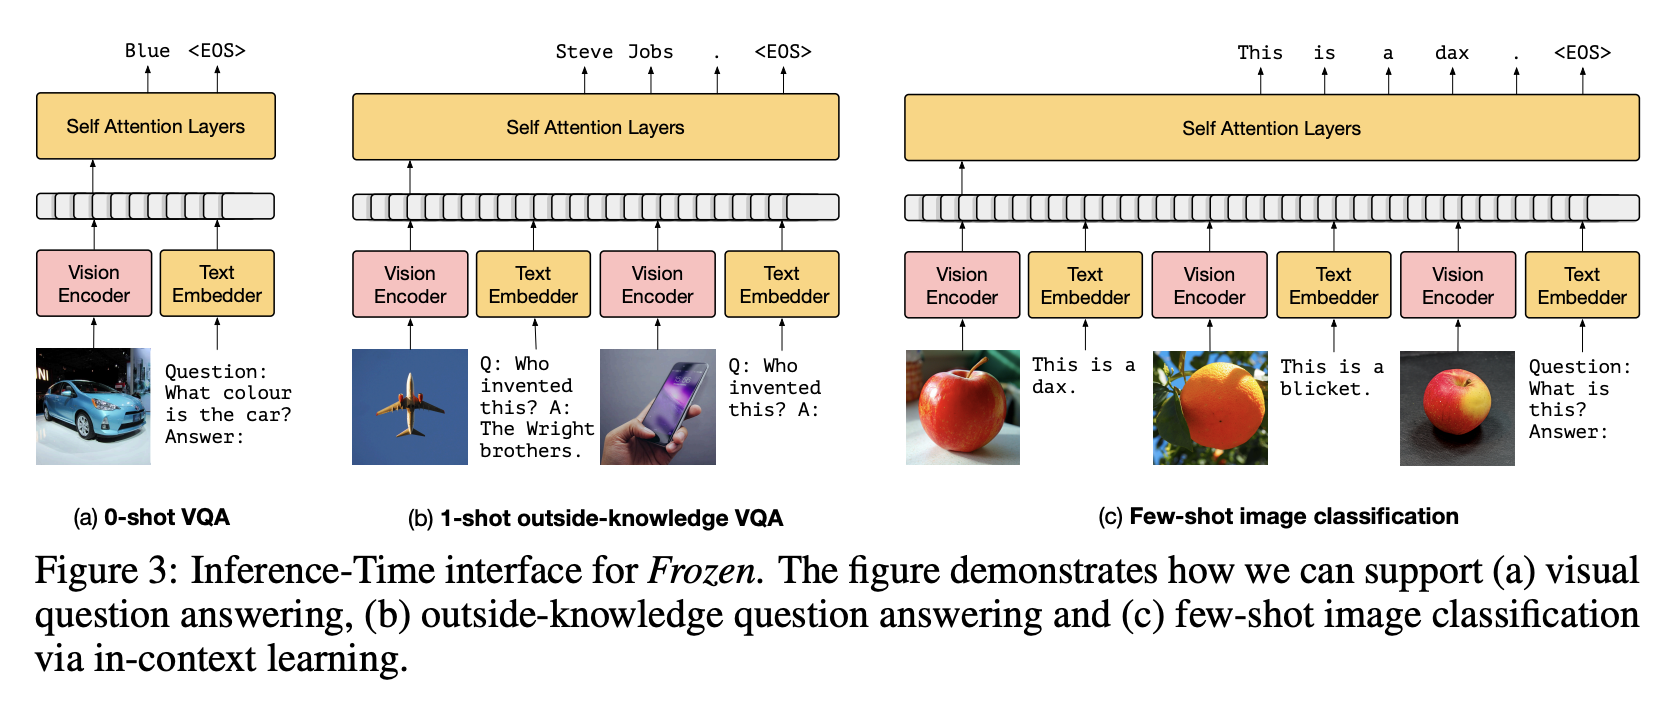 Blue <EOS>
Self Attention Layers
Vision
Encoder
Text
Embedder
NI
Question:
What colour
is the car?
Answer:
(a) 0-shot VQA
Steve Jobs . <EOS>
Self Attention Layers
Vision
Encoder
Text
Embedder
Vision
Encoder
Text
Embedder
Q: Who
invented
this? A:
The Wright
brothers.
Q: Who
invented
this? A:
(b) 1-shot outside-knowledge VQA
This is a dax . <EOS>
Self Attention Layers
Vision
Encoder
Text
Embedder
Vision
Encoder
Text
Embedder
Vision
Encoder
Text
Embedder
This is a
dax.
This is a
blicket.
Question:
What is
this?
Answer:
(c) Few-shot image classification
Figure 3: Inference-Time interface for Frozen. The figure demonstrates how we can support (a) visual
question answering, (b) outside-knowledge question answering and (c) few-shot image classification
via in-context learning.